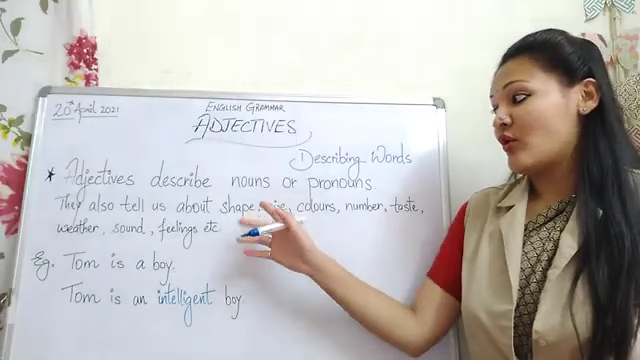 20th April 2021
ENGLISH GRAMMAR
ADJECTIVES
Describing Words
* Adjectives describe nouns or pronouns
They also tell us about shape, size, colours, number, taste,
weather, sound, feelings etc.
Eg. Tom is a boy.
Tom is an intelligent boy